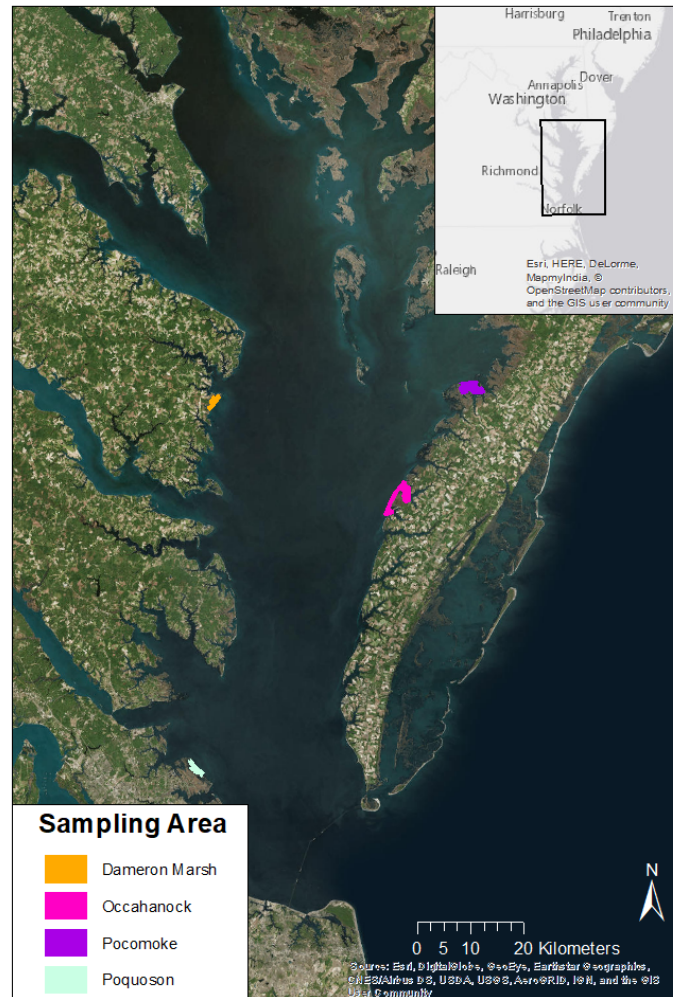 Harrisburg
Trenton
Philadelphia
Dover
Annapolis
Washington
Richmond
Norfolk
Raleigh
Esri, HERE, DeLorme,
MapmyIndia, ©
OpenStreetMap contributors,
and the GIS user community
Sampling Area
Dameron Marsh
Occahanock
Pocomoke
Poquoson
N
0 5 10 20 Kilometers
Source: Esri, DigitalGlobe, GeoEye, Earthstar Geographics,
CNES/Airbus DS, USDA, USGS, AeroGRID, IGN, and the GIS
User Community